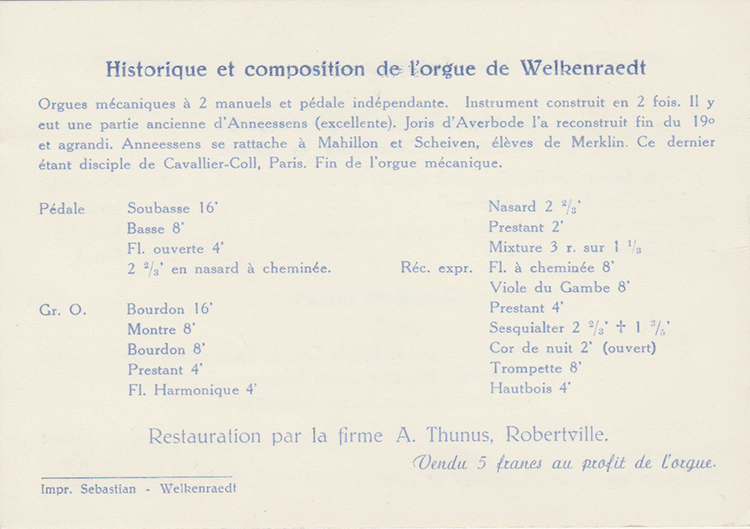 Historique et composition de l'orgue de Welkenraedt
Orgues mécaniques à 2 manuels et pédale indépendante. Instrument construit en 2 fois. Il y
eut une partie ancienne d'Anneessens (excellente). Joris d'Averbode l'a reconstruit fin du 19º
et agrandi. Anneessens se rattache à Mahillon et Scheiven, élèves de Merklin. Ce dernier
étant disciple de Cavallier-Coll, París. Fin de l'orgue mécanique.
Pédale Soubasse 16'
Basse 8'
Fl. ouverte 4'
2 2/3' en nasard à cheminée.
Gr. O. Bourdon 16'
Montre 8'
Bourdon 8'
Prestant 4'
Fl. Harmonique 4'
Nasard 2 2/3'
Prestant 2'
Mixture 3 r. sur 1 1/3
Réc. expr. Fl. à cheminée 8'
Viole du Gambe 8'
Prestant 4'
Sesquialter 2 2/3' ✝ 1 3/5'
Cor de nuit 2' (ouvert)
Trompette 8'
Hautbois 4'
Restauration par la firme A. Thunus, Robertville.
Vendu 5 francs au profit de l'orgue.
Impr. Sebastian - Welkenraedt